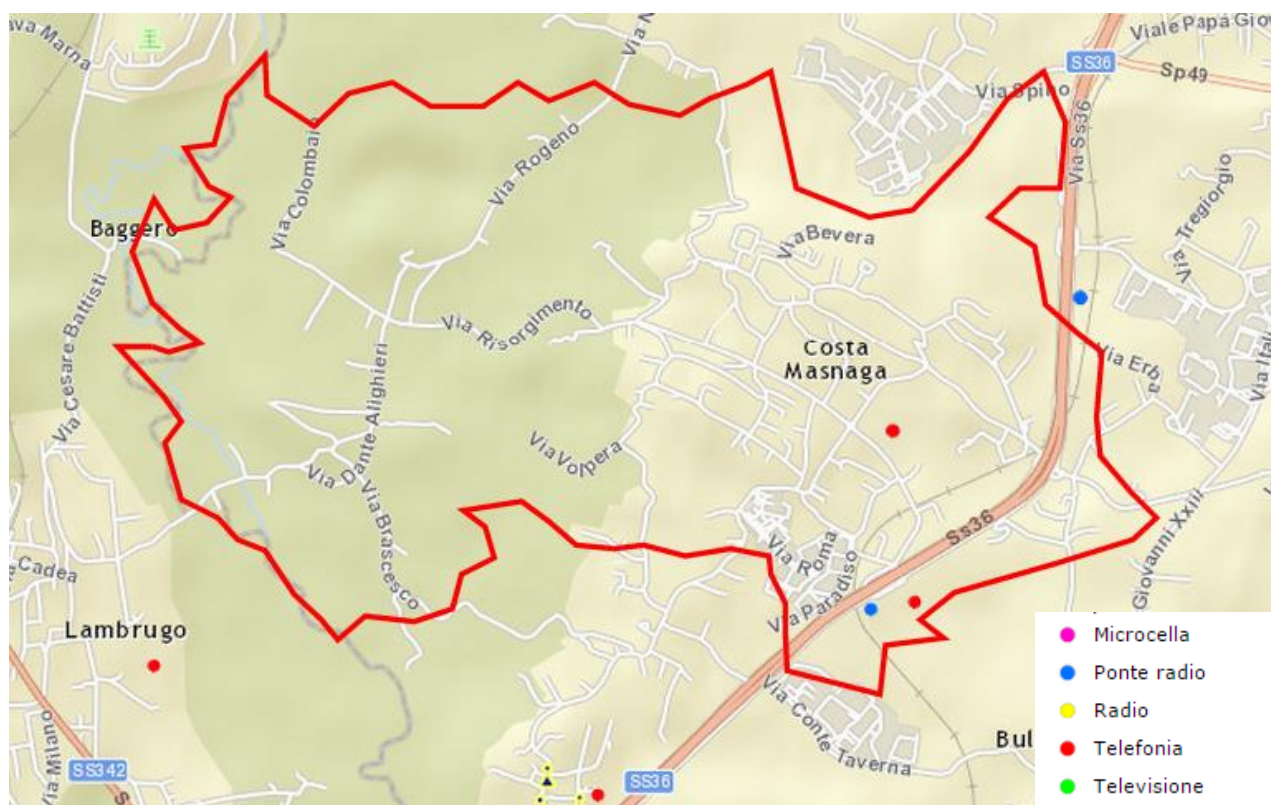 ava Marna
Via M
Viale Papa Giov
SS36
Sp49
Via Spino
Via Ss36
Via Colombaio
Via Rogeno
Via Tregiorgio
Baggero
Via Bevera
Via Cesare Battisti
Via Risorgimento
Costa
Masnaga
Via Erba
Via Itali
Via Dante Alighieri
Via Volpera
Via Brascesco
Ss36
Via Roma
Giovanni Xxiii
Cadea
Via Paradiso
Lambrugo
Via Conte Taverna
Bul
Via Milano
SS342
SS36
Microcella
Ponte radio
Radio
Telefonia
Televisione